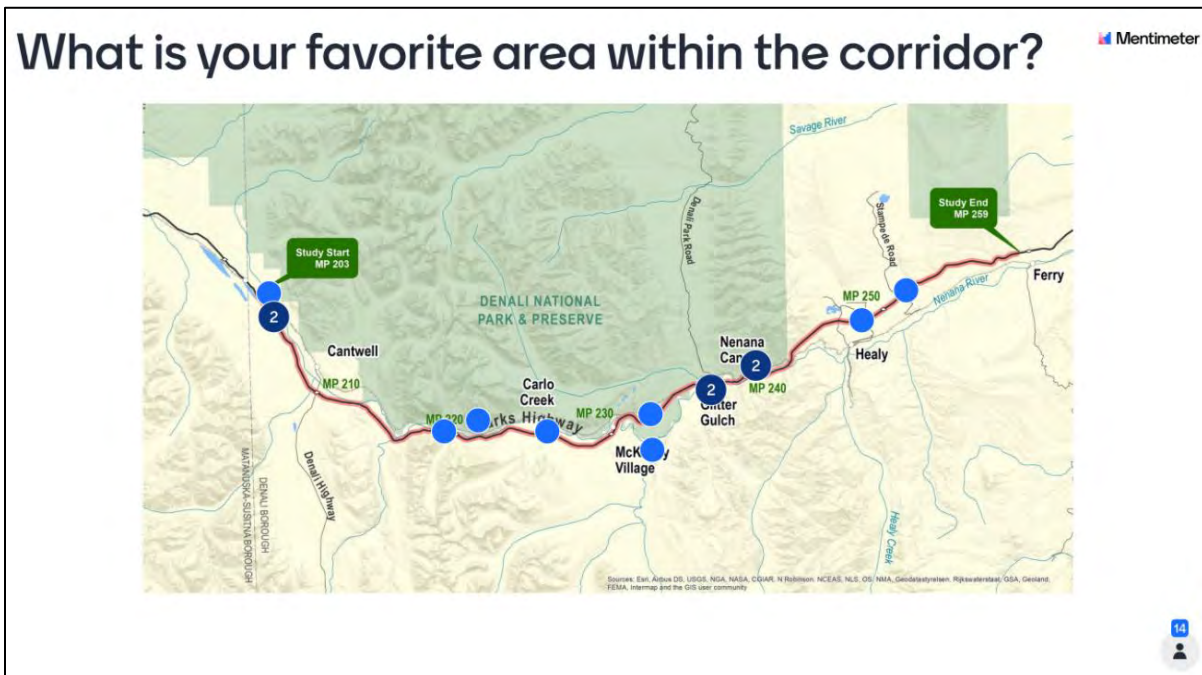 What is your favorite area within the corridor?
Mentimeter
Savage River
Denali Park Road
Stampede Road
Study End
MP 259
Study Start
MP 203
Ferry
Nenana River
MP 250
DENALI NATIONAL
PARK & PRESERVE
2
Nenana
Healy
Cantwell
2
MP 240
2
MP 210
Carlo
Creek
MP 230
Gulch
Village
Denali Highway
DENALI BOROUGH
MATANUSKA-SUSITNA BOROUGH
Healy Creek
Sources: Esri, Airbus DS, USGS, NGA, NASA, CGIAR, N Robinson, NCEAS, NLS, OS, NMA, Geodatastyrelsen, Rijkswaterstaat, GSA, Geoland,
FEMA, Intermap and the GIS user community
14